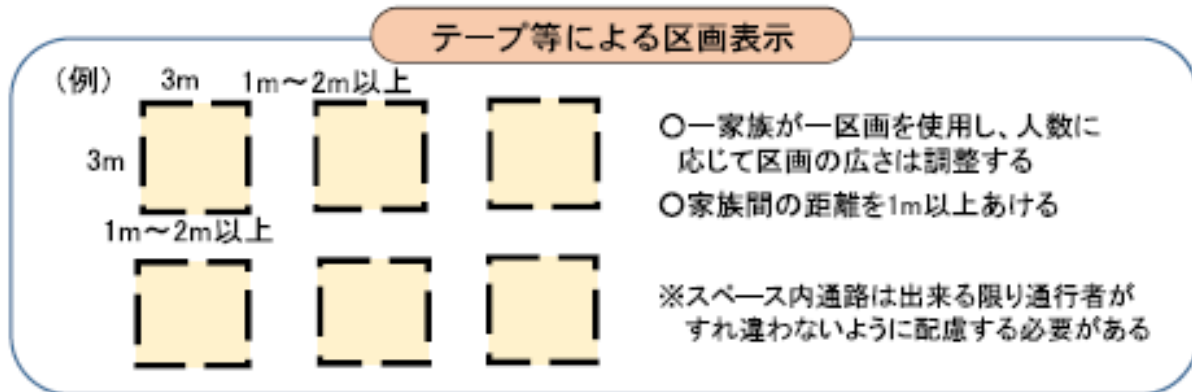 テープ等による区画表示
(例)
3m
1m~2m以上
3m
1m~2m以上
○一家族が一区画を使用し、人数に
応じて区画の広さは調整する
○家族間の距離を1m以上あける
※スペース内通路は出来る限り通行者が
すれ違わないように配慮する必要がある